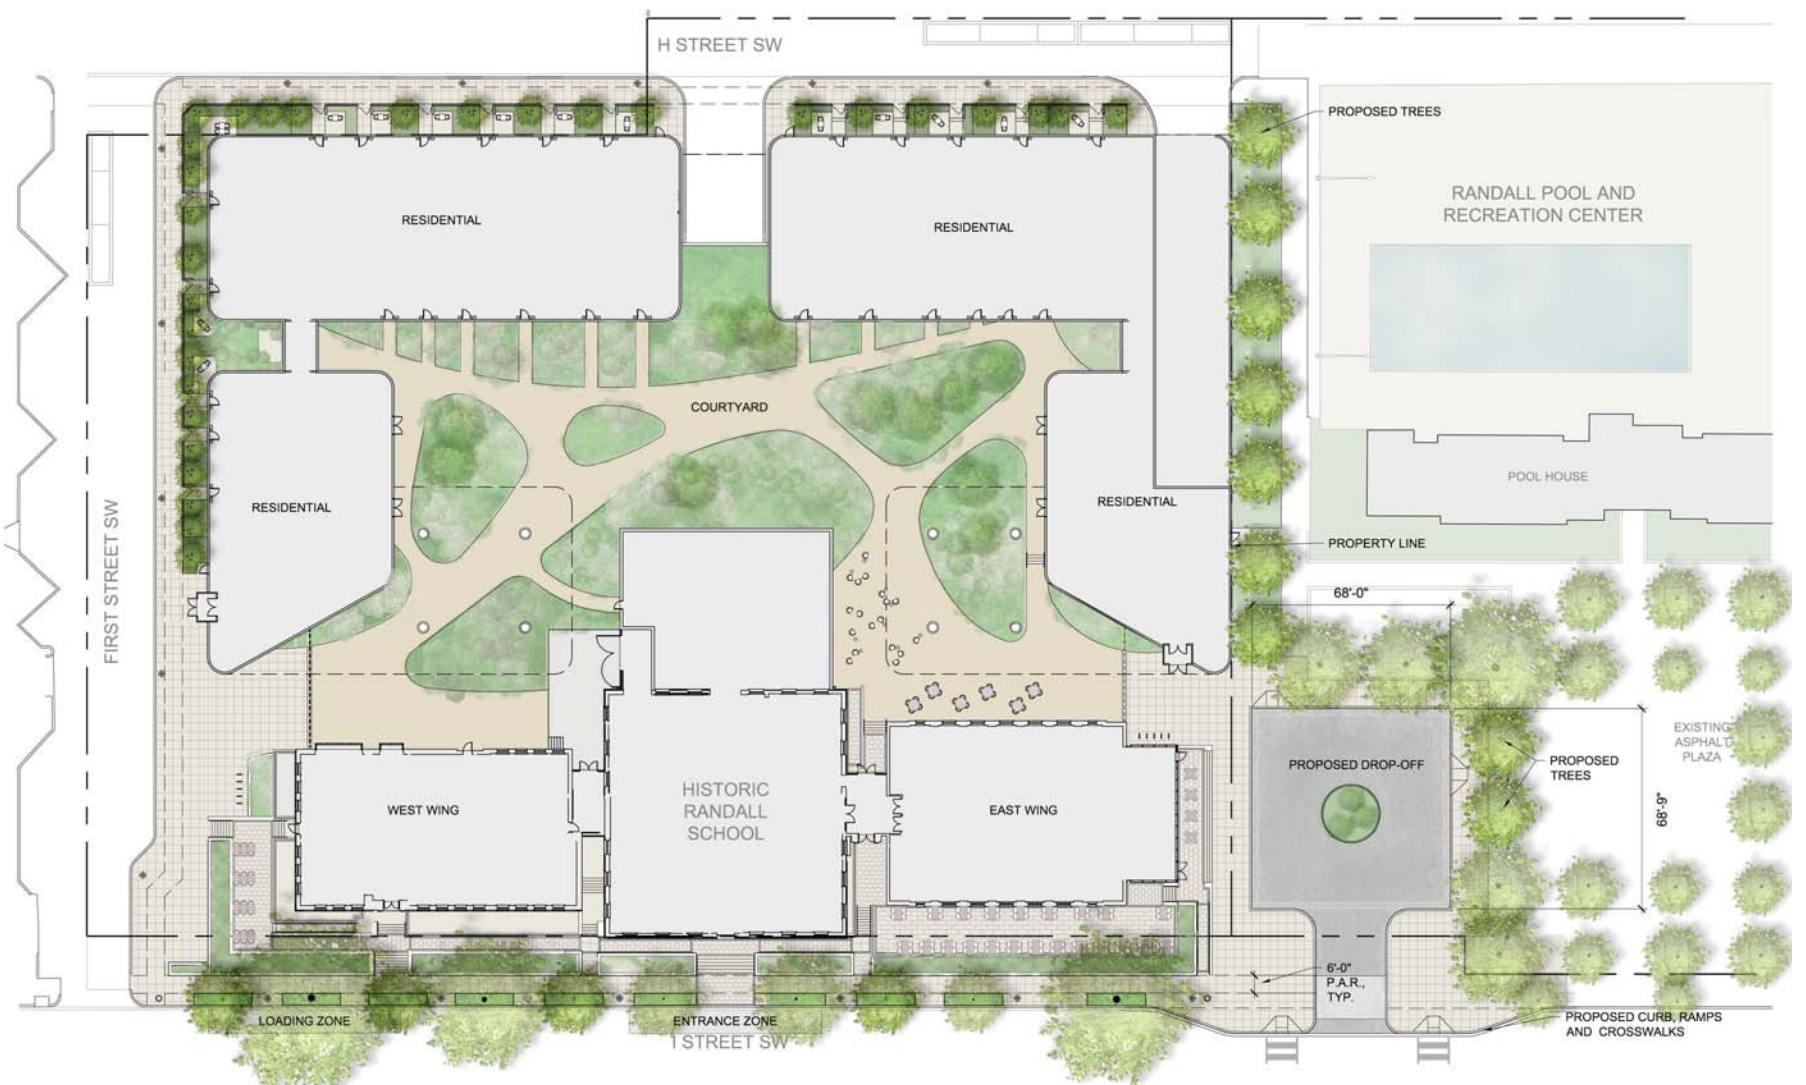 H STREET SW
PROPOSED TREES
RANDALL POOL AND
RECREATION CENTER
RESIDENTIAL
RESIDENTIAL
COURTYARD
POOL HOUSE
RESIDENTIAL
RESIDENTIAL
FIRST STREET SW
PROPERTY LINE
68'-0"
EXISTING
ASPHALT
PLAZA
PROPOSED DROP-OFF
PROPOSED
TREES
HISTORIC
RANDALL
SCHOOL
WEST WING
EAST WING
68'-9"
6'-0"
P.A.R.,
TYP.
LOADING ZONE
ENTRANCE ZONE
I STREET SW
PROPOSED CURB, RAMPS
AND CROSSWALKS